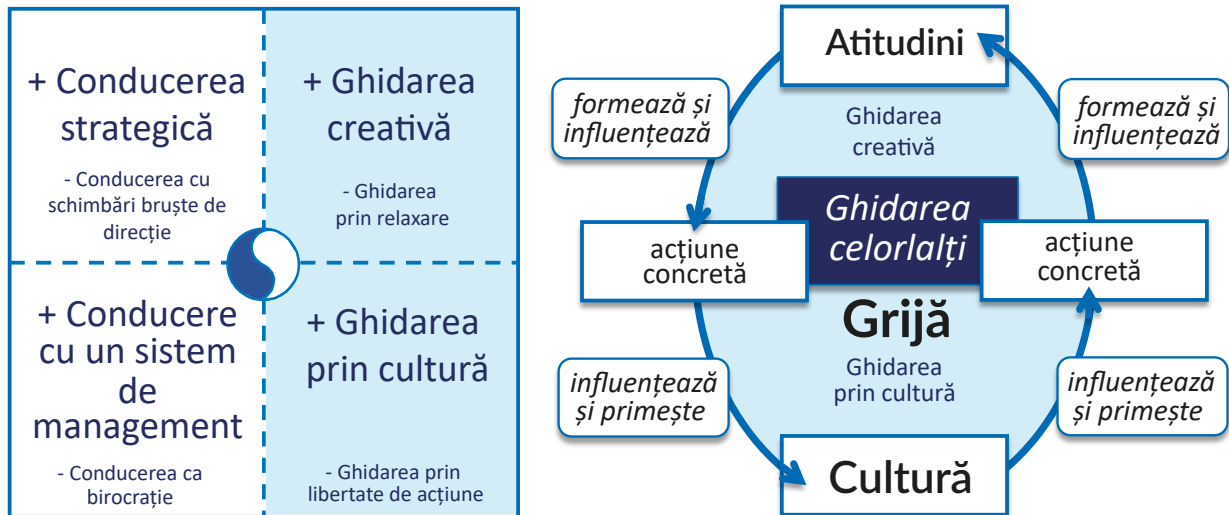 + Conducerea
strategică
- Conducerea cu
schimbări bruște de
direcție
+ Ghidarea
creativă
- Ghidarea
prin relaxare
+ Conducere
cu un sistem
de
management
- Conducerea ca
birocrație
+ Ghidarea
prin cultură
- Ghidarea prin
libertate de acțiune
Atitudini
formează și
influențează
Ghidarea
creativă
formează și
influențează
Ghidarea
celorlalți
acțiune
concretă
acțiune
concretă
Grijă
Ghidarea
prin cultură
influențează
și primește
influențează
și primește
Cultură